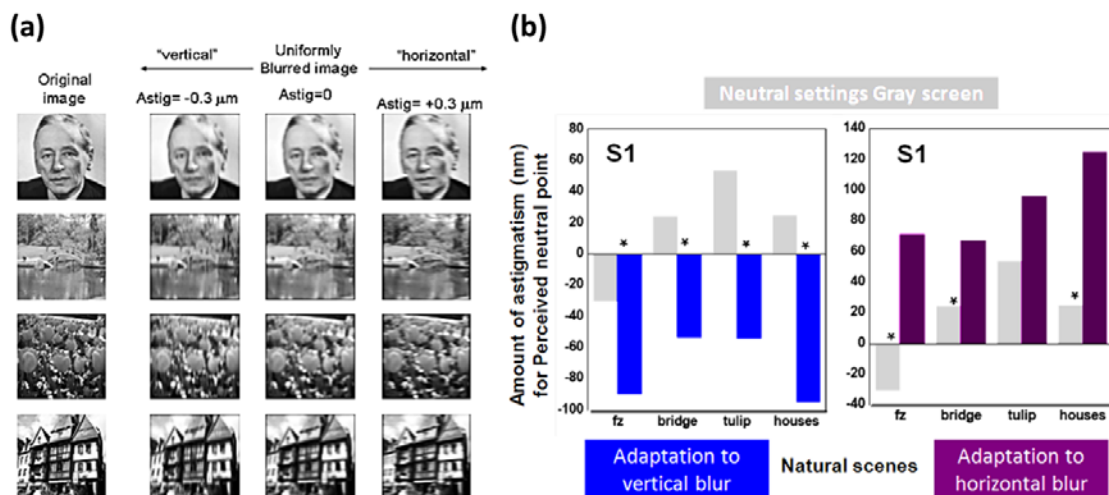 (a)
"vertical"
Uniformly
Blurred image
"horizontal"
Original
image
Astig= -0.3 µm
Astig=0
Astig= +0.3 µm
(b)
Neutral settings Gray screen
Amount of astigmatism (nm)
for Perceived neutral point
80
60
40
20
0
-20
-40
-60
-80
-100
S1
*
*
*
*
fz
bridge
tulip
houses
140
120
100
80
60
40
20
0
-20
-40
S1
*
*
*
fz
bridge
tulip
houses
Adaptation to
vertical blur
Natural scenes
Adaptation to
horizontal blur